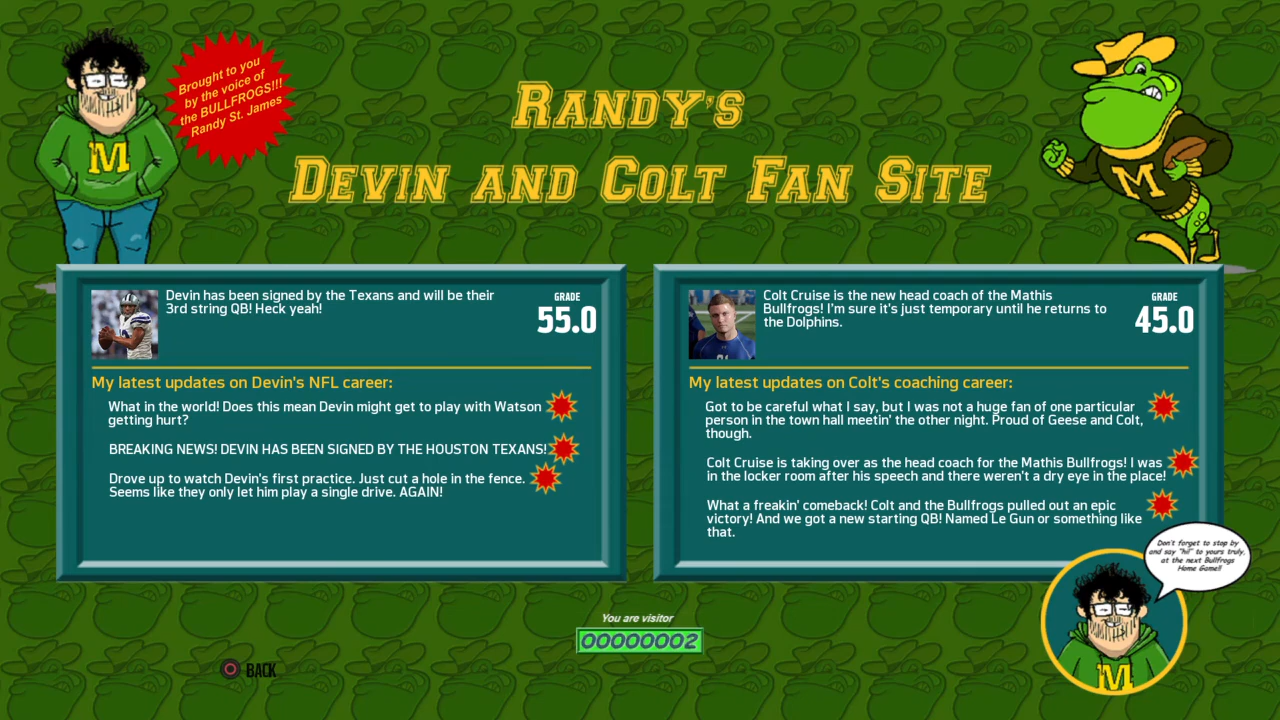 Brought to you
by the voice of
the BULLFROGS!!!
Randy St. James
RANDY'S
DEVIN AND COLT FAN SITE
M
M
Devin has been signed by the Texans and will be their
3rd string QB! Heck yeah!
GRADE
55.0
My latest updates on Devin's NFL career:
What in the world! Does this mean Devin might get to play with Watson
getting hurt?
BREAKING NEWS! DEVIN HAS BEEN SIGNED BY THE HOUSTON TEXANS!
Drove up to watch Devin's first practice. Just cut a hole in the fence.
Seems like they only let him play a single drive. AGAIN!
Colt Cruise is the new head coach of the Mathis
Bullfrogs! I'm sure it's just temporary until he returns to
the Dolphins.
GRADE
45.0
My latest updates on Colt's coaching career:
Got to be careful what I say, but I was not a huge fan of one particular
person in the town hall meetin' the other night. Proud of Geese and Colt,
though.
Colt Cruise is taking over as the head coach for the Mathis Bullfrogs! I was
in the locker room after his speech and there weren't a dry eye in the place!
What a freakin' comeback! Colt and the Bullfrogs pulled out an epic
victory! And we got a new starting QB! Named Le Gun or something like
that.
Don't forget to stop by
and say "hi!" to yours truly,
at the next Bullfrogs
Home Game!!
M
You are visitor
00000002
BACK